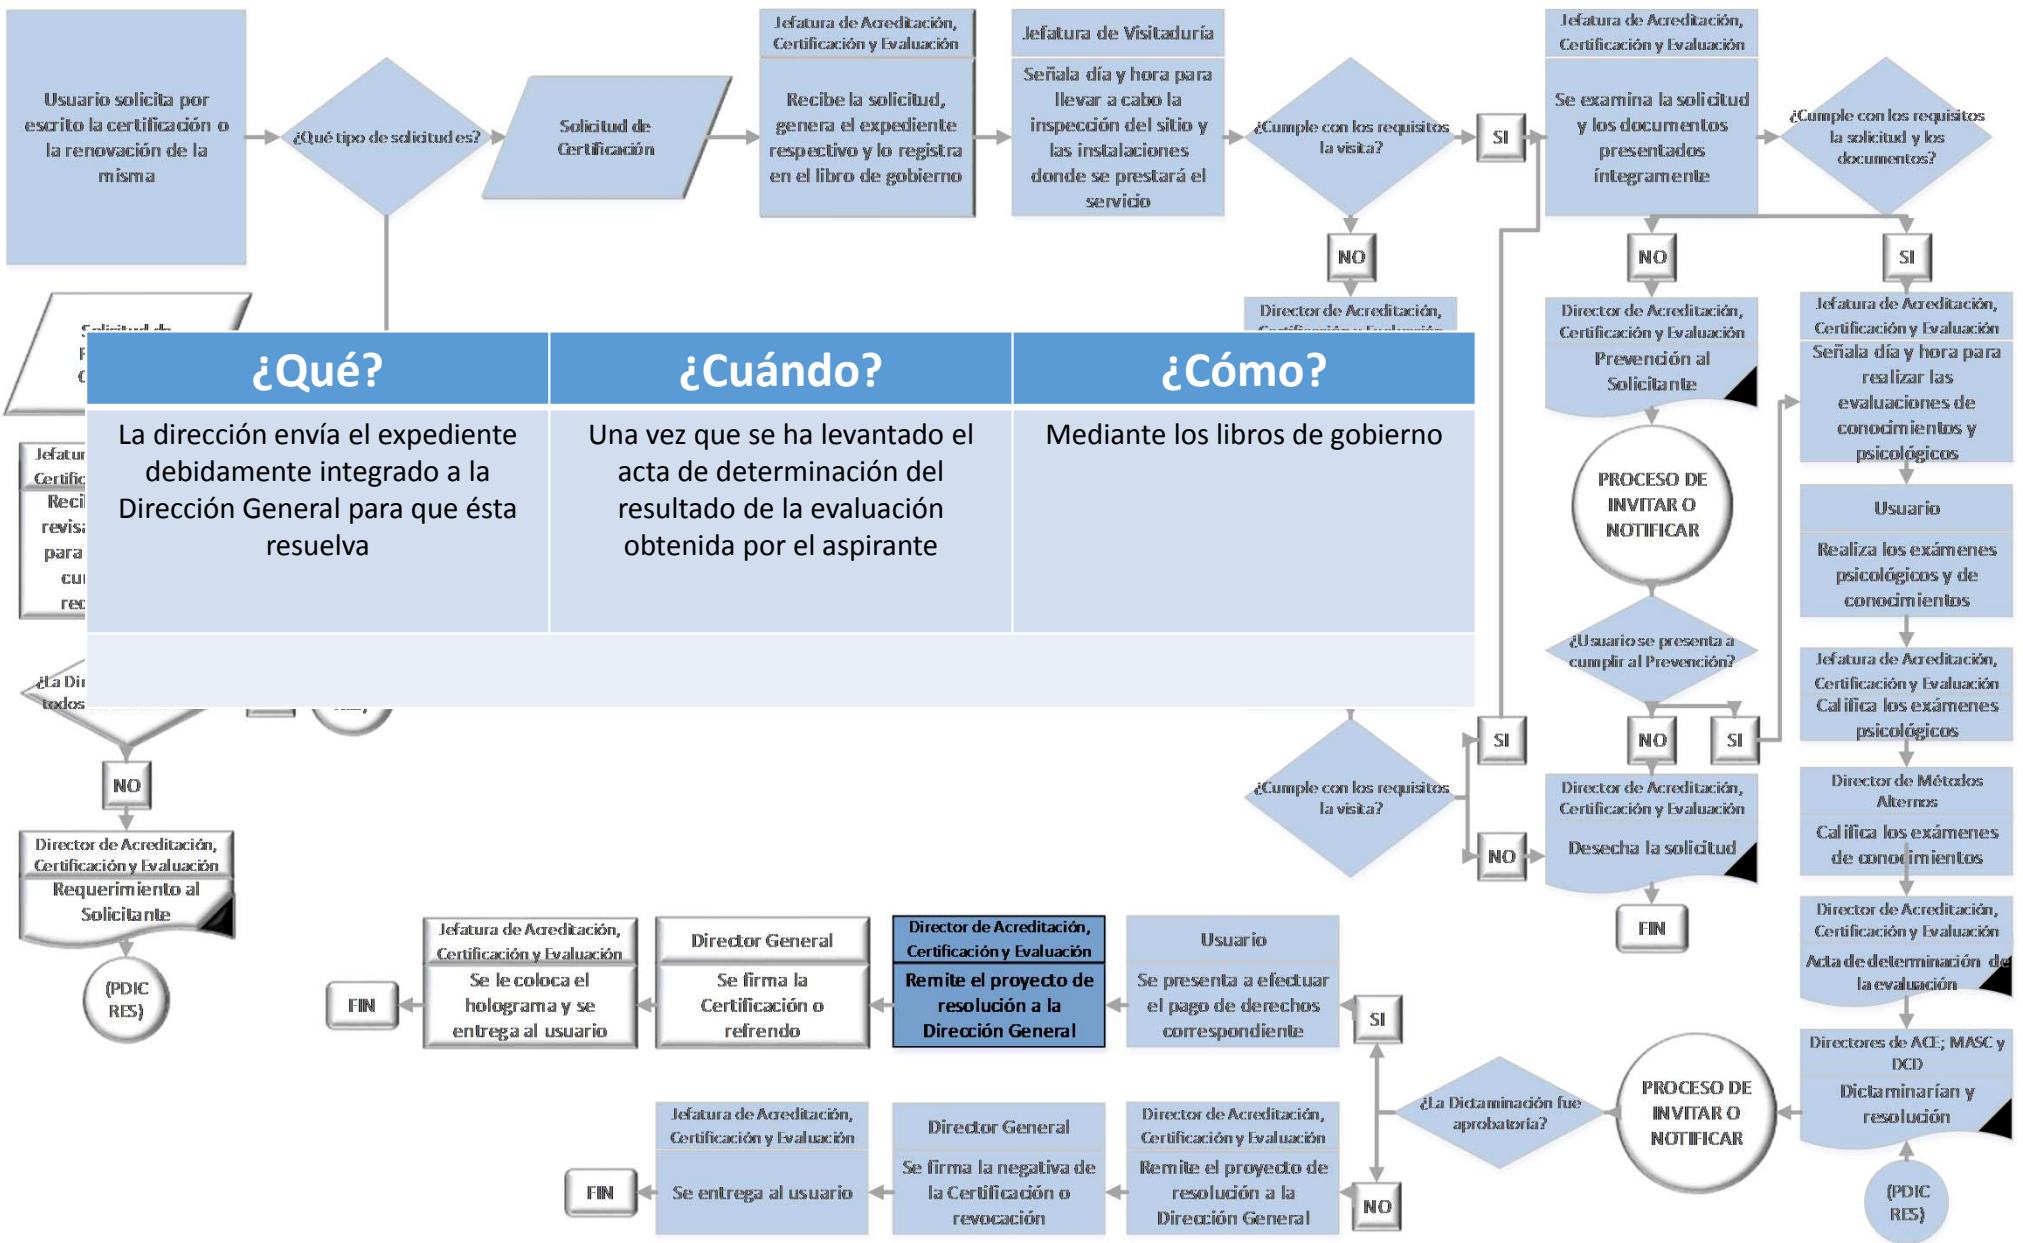 Usuario solicita por
escrito la certificación o
la renovación de la
misma
¿Qué tipo de solicitud es?
Solicitud de
Certificación
Jefatura de Acreditación,
Certificación y Evaluación
Recibe la solicitud,
genera el expediente
respectivo y lo registra
en el libro de gobierno
Jefatura de Visitaduría
Señala día y hora para
llevar a cabo la
inspección del sitio y
las instalaciones
donde se prestará el
servicio
¿Cumple con los requisitos
la visita?
SI
NO
Director de Acreditación,
Jefatura de Acreditación,
Certificación y Evaluación
Se examina la solicitud
y los documentos
presentados
íntegramente
¿Cumple con los requisitos
la solicitud y los
documentos?
NO
SI
Director de Acreditación,
Certificación y Evaluación
Prevención al
Solicitante
PROCESO DE
INVITAR O
NOTIFICAR
¿Usuario se presenta a
cumplir al Prevención?
NO
SI
Director de Acreditación,
Certificación y Evaluación
Desecha la solicitud
FIN
Jefatura de Acreditación,
Certificación y Evaluación
Señala día y hora para
realizar las
evaluaciones de
conocimientos y
psicológicos
Usuario
Realiza los exámenes
psicológicos y de
conocimientos
Jefatura de Acreditación,
Certificación y Evaluación
Califica los exámenes
psicológicos
Director de Métodos
Alternos
Califica los exámenes
de conocimientos
Director de Acreditación,
Certificación y Evaluación
Acta de determinación de
la evaluación
Directores de ACE; MASC y
DCD
Dictaminarían y
resolución
(PDIC
RES)
PROCESO DE
INVITAR O
NOTIFICAR
¿La Dictaminación fue
aprobatoria?
SI
NO
¿Qué?
¿Cuándo?
¿Cómo?
La dirección envía el expediente
debidamente integrado a la
Dirección General para que ésta
resuelva
Una vez que se ha levantado el
acta de determinación del
resultado de la evaluación
obtenida por el aspirante
Mediante los libros de gobierno
¿Cumple con los requisitos
la visita?
SI
NO
Solicitud de
Jefatur
Certific
Reci
revisa
para
cu
rec
¿La Dir
todos
NO
Director de Acreditación,
Certificación y Evaluación
Requerimiento al
Solicitante
(PDIC
RES)
Usuario
Se presenta a efectuar
el pago de derechos
correspondiente
Director de Acreditación,
Certificación y Evaluación
Remite el proyecto de
resolución a la
Dirección General
Director General
Se firma la
Certificación o
refrendo
Jefatura de Acreditación,
Certificación y Evaluación
Se le coloca el
holograma y se
entrega al usuario
FIN
Director de Acreditación,
Certificación y Evaluación
Remite el proyecto de
resolución a la
Dirección General
Director General
Se firma la negativa de
la Certificación o
revocación
Jefatura de Acreditación,
Certificación y Evaluación
Se entrega al usuario
FIN